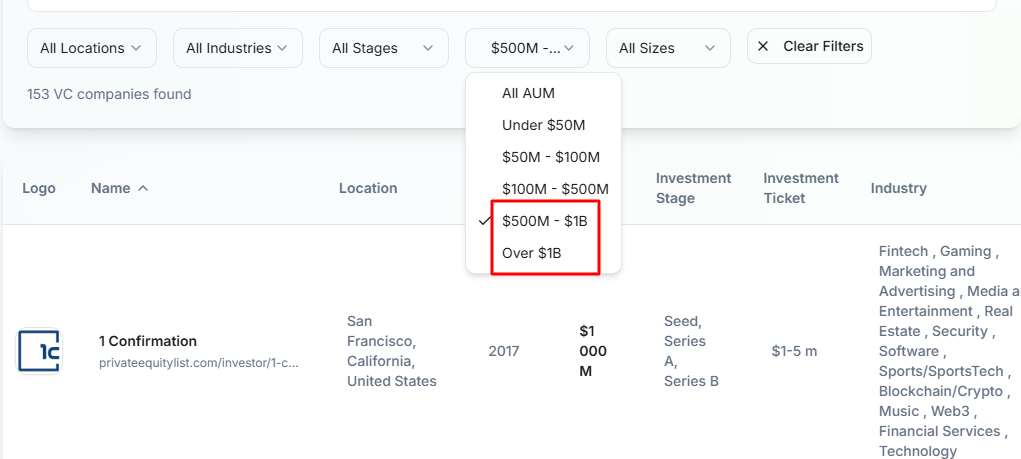 All Locations
All Industries
All Stages
$500M -...
All Sizes
Clear Filters
153 VC companies found
All AUM
Under $50M
$50M - $100M
$100M - $500M
$500M - $1B
Over $1B
Logo
Name
Location
Investment
Stage
Investment
Ticket
Industry
1c
1 Confirmation
privateequitylist.com/investor/1-c...
San
Francisco,
California,
United States
2017
$1
000
M
Seed,
Series
A,
Series B
$1-5 m
Fintech , Gaming ,
Marketing and
Advertising , Media a
Entertainment , Real
Estate , Security ,
Software ,
Sports/SportsTech ,
Blockchain/Crypto ,
Music , Web3 ,
Financial Services ,
Technology